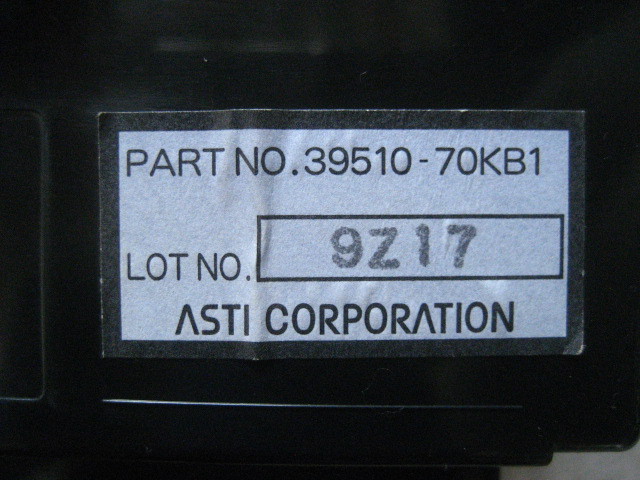 PART NO.39510-70KB1
LOT NO. 9Z17
ASTI CORPORATION